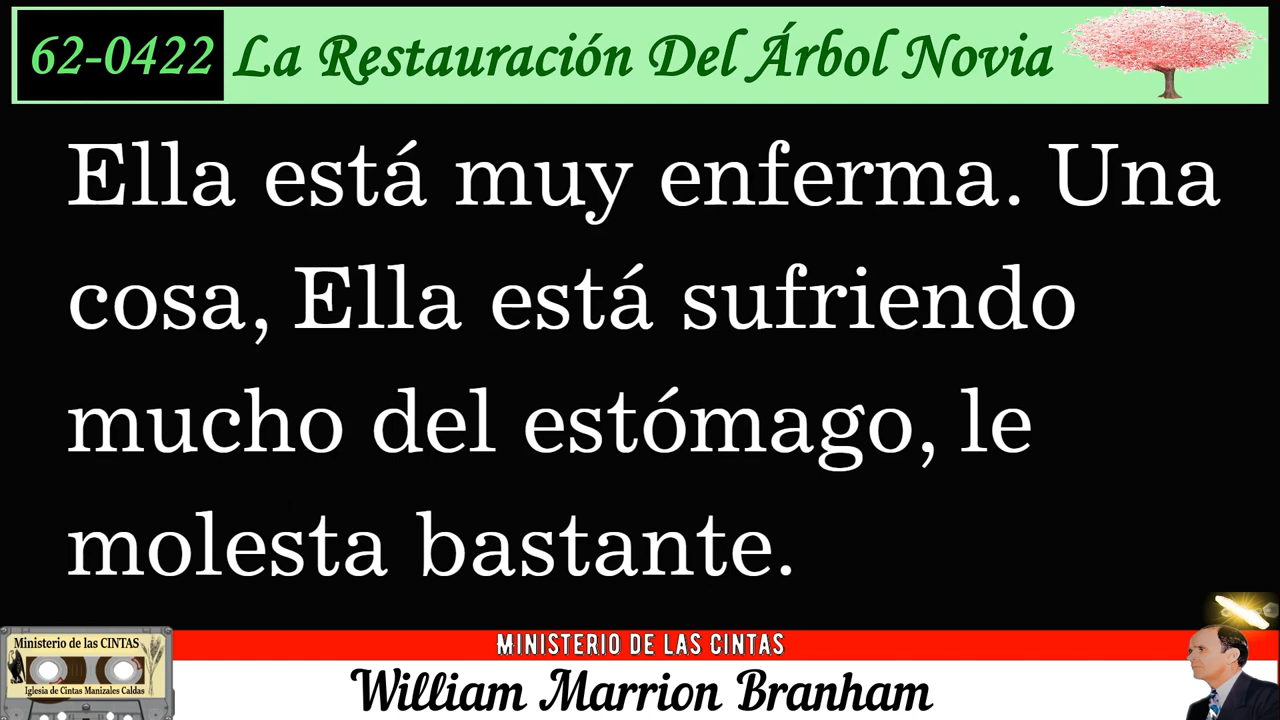 62-0422 La Restauración Del Árbol Novia
Ella está muy enferma. Una
cosa, Ella está sufriendo
mucho del estómago, le
molesta bastante.
Ministerio de las CINTAS
Iglesia de Cintas Manizales Caldas
MINISTERIO DE LAS CINTAS
William Marrion Branham